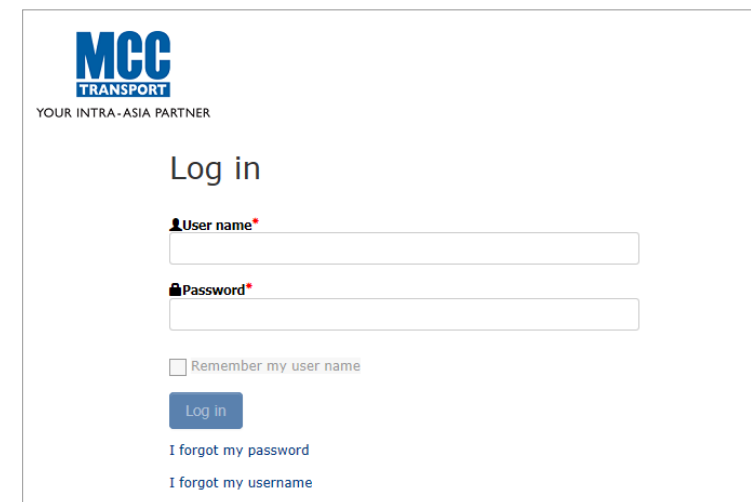 MCC
TRANSPORT
YOUR INTRA-ASIA PARTNER
Log in
User name*
Password*
Remember my user name
Log in
I forgot my password
I forgot my username